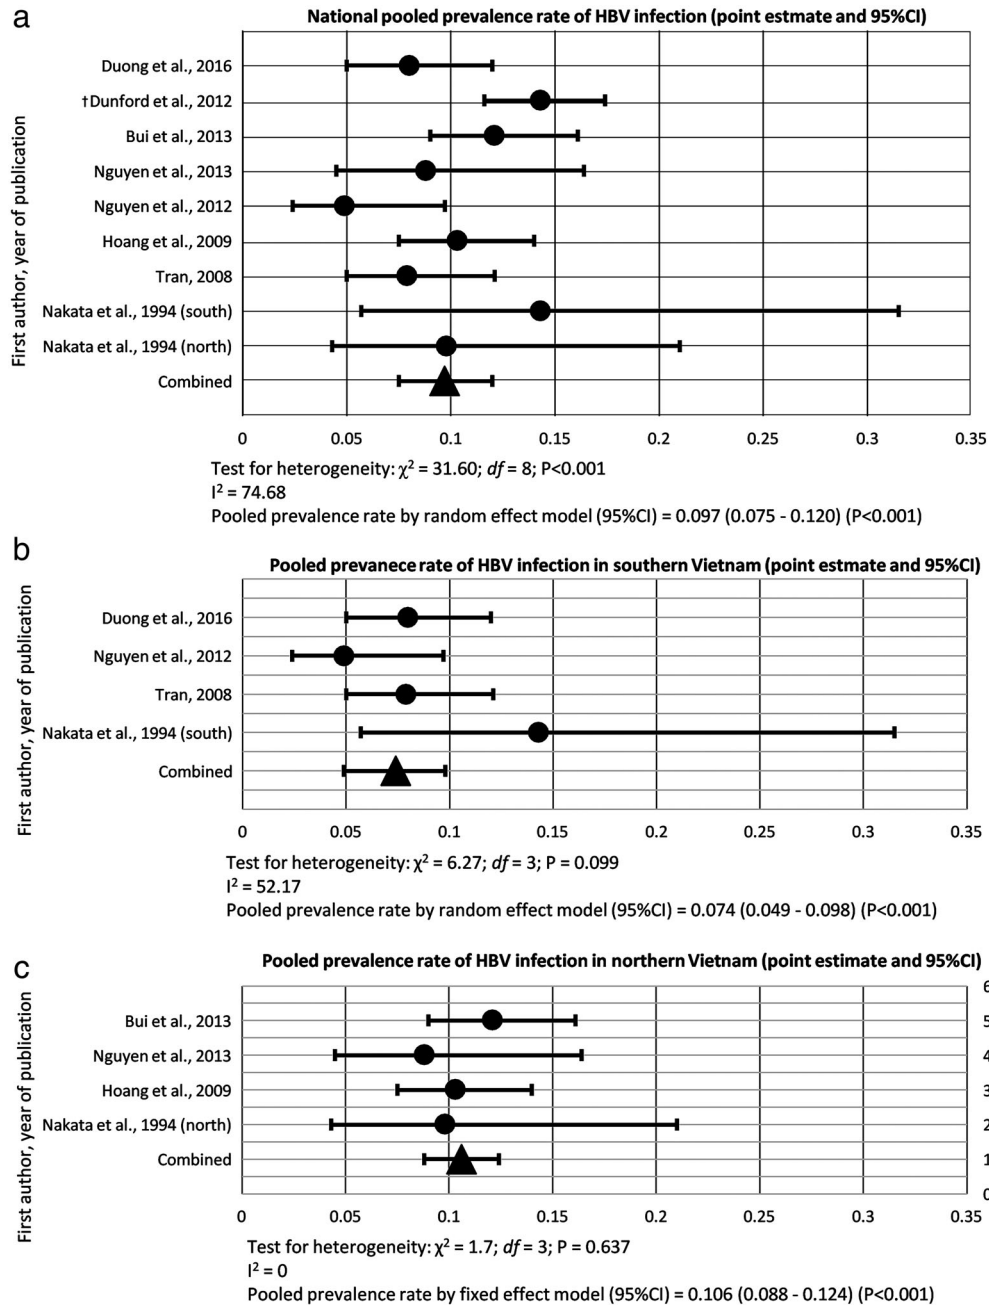 a
National pooled prevalence rate of HBV infection (point estmate and 95%CI)
First author, year of publication
Duong et al., 2016
†Dunford et al., 2012
Bui et al., 2013
Nguyen et al., 2013
Nguyen et al., 2012
Hoang et al., 2009
Tran, 2008
Nakata et al., 1994 (south)
Nakata et al., 1994 (north)
Combined
0 0.05 0.1 0.15 0.2 0.25 0.3 0.35
Test for heterogeneity: χ² = 31.60; df = 8; P<0.001
I² = 74.68
Pooled prevalence rate by random effect model (95%CI) = 0.097 (0.075 - 0.120) (P<0.001)
b
Pooled prevanece rate of HBV infection in southern Vietnam (point estmate and 95%CI)
First author, year of publication
Duong et al., 2016
Nguyen et al., 2012
Tran, 2008
Nakata et al., 1994 (south)
Combined
0 0.05 0.1 0.15 0.2 0.25 0.3 0.35
Test for heterogeneity: χ² = 6.27; df = 3; P = 0.099
I² = 52.17
Pooled prevalence rate by random effect model (95%CI) = 0.074 (0.049 - 0.098) (P<0.001)
c
Pooled prevalence rate of HBV infection in northern Vietnam (point estimate and 95%CI)
First author, year of publication
6
Bui et al., 2013 5
Nguyen et al., 2013 4
Hoang et al., 2009 3
Nakata et al., 1994 (north) 2
Combined 1
0
0 0.05 0.1 0.15 0.2 0.25 0.3 0.35
Test for heterogeneity: χ² = 1.7; df = 3; P = 0.637
I² = 0
Pooled prevalence rate by fixed effect model (95%CI) = 0.106 (0.088 - 0.124) (P<0.001)